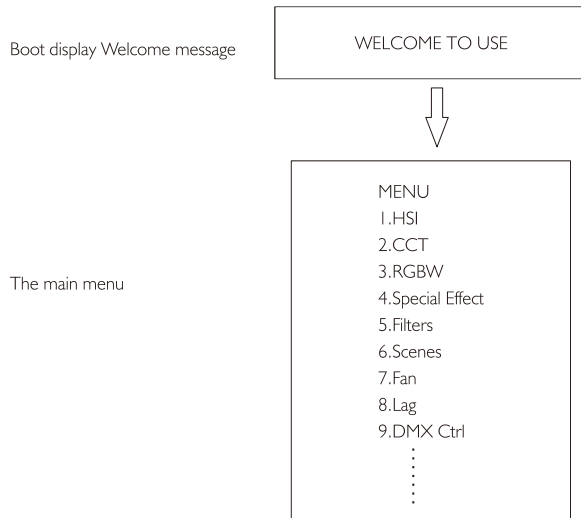 Boot display Welcome message
WELCOME TO USE
The main menu
MENU
1.HSI
2.CCT
3.RGBW
4.Special Effect
5.Filters
6.Scenes
7.Fan
8.Lag
9.DMX Ctrl